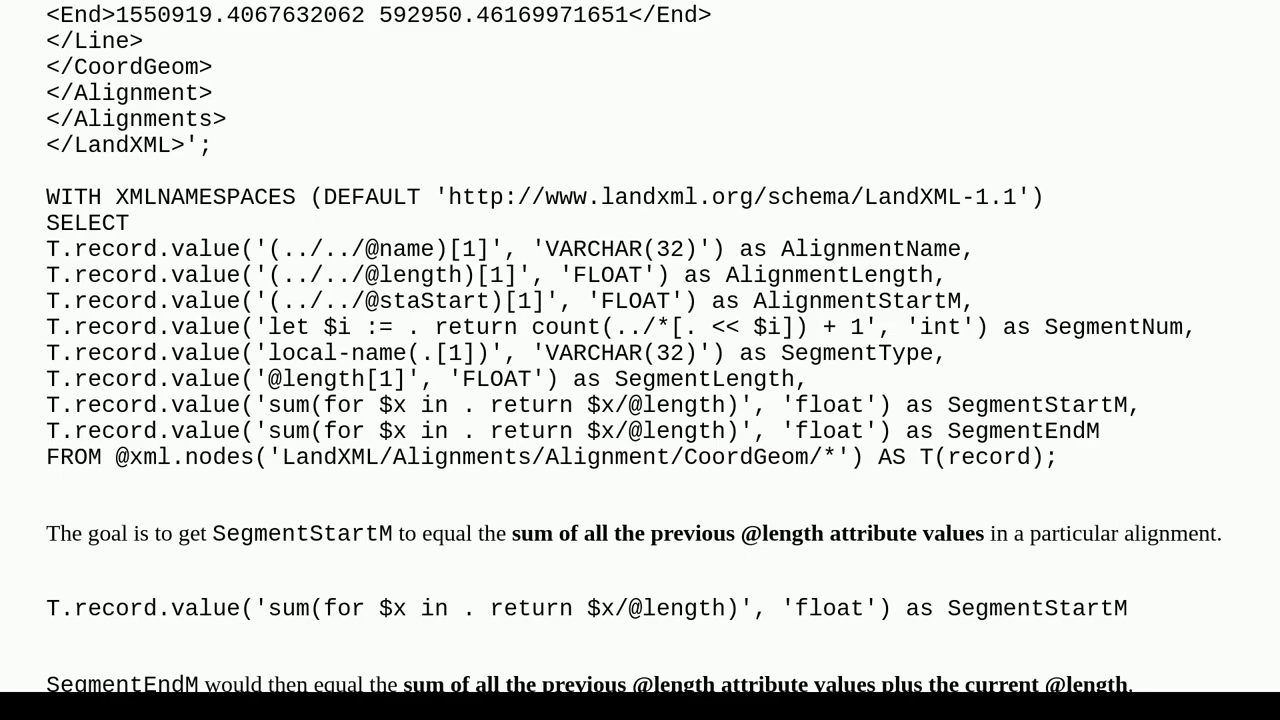 <End>1550919.4067632062 592950.46169971651</End>
</Line>
</CoordGeom>
</Alignment>
</Alignments>
</LandXML>';
WITH XMLNAMESPACES (DEFAULT 'http://www.landxml.org/schema/LandXML-1.1')
SELECT
T.record.value('(../../@name)[1]', 'VARCHAR(32)') as AlignmentName,
T.record.value('(../../@length)[1]', 'FLOAT') as AlignmentLength,
T.record.value('(../../@staStart)[1]', 'FLOAT') as AlignmentStartM,
T.record.value('let $i := . return count(../*[. << $i]) + 1', 'int') as SegmentNum,
T.record.value('local-name(.[1])', 'VARCHAR(32)') as SegmentType,
T.record.value('@length[1]', 'FLOAT') as SegmentLength,
T.record.value('sum(for $x in . return $x/@length)', 'float') as SegmentStartM,
T.record.value('sum(for $x in . return $x/@length)', 'float') as SegmentEndM
FROM @xml.nodes('LandXML/Alignments/Alignment/CoordGeom/*') AS T(record);
The goal is to get SegmentStartM to equal the sum of all the previous @length attribute values in a particular alignment.
T.record.value('sum(for $x in . return $x/@length)', 'float') as SegmentStartM
SegmentEndM would then equal the sum of all the previous @length attribute values plus the current @length.